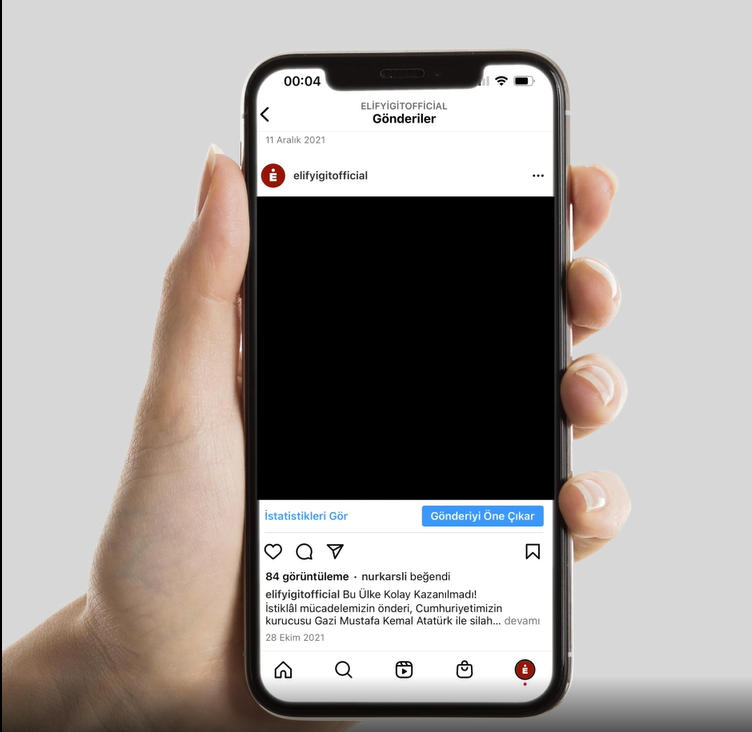 00:04
ELİFYİGİTOFFİCİAL
Gönderiler
11 Aralık 2021
Ė
elifyigitofficial
İstatistikleri Gör
Gönderiyi Öne Çıkar
84 görüntüleme · nurkarsli beğendi
elifyigitofficial Bu Ülke Kolay Kazanılmadı!
İstiklâl mücadelemizin önderi, Cumhuriyetimizin
kurucusu Gazi Mustafa Kemal Atatürk ile silah... devamı
28 Ekim 2021
Ė